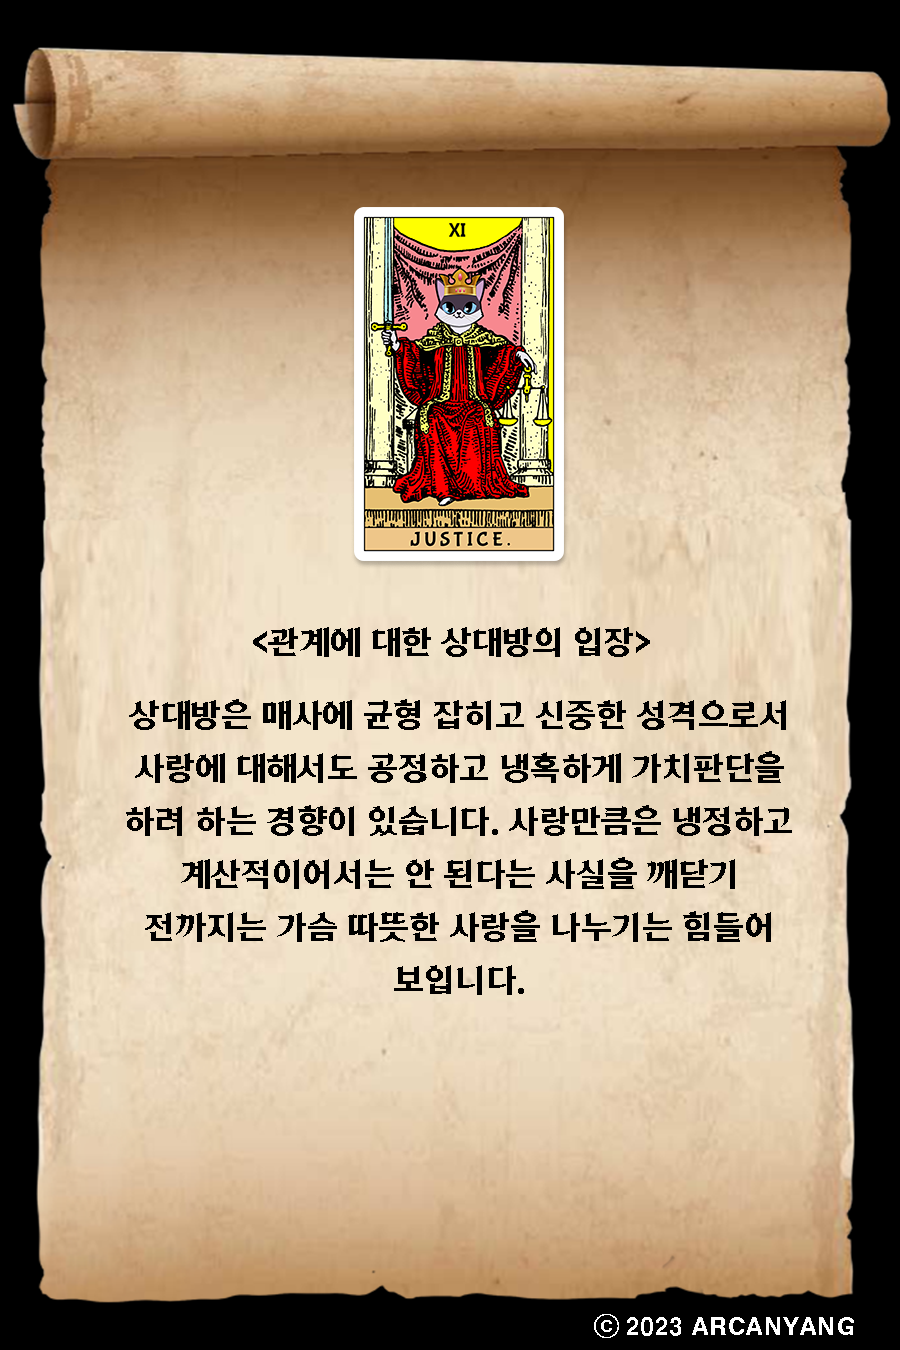 XI
JUSTICE.
<관계에 대한 상대방의 입장>
상대방은 매사에 균형 잡히고 신중한 성격으로서
사랑에 대해서도 공정하고 냉혹하게 가치판단을
하려 하는 경향이 있습니다. 사랑만큼은 냉정하고
계산적이어서는 안 된다는 사실을 깨닫기
전까지는 가슴 따뜻한 사랑을 나누기는 힘들어
보입니다.
ⓒ 2023 ARCANYANG